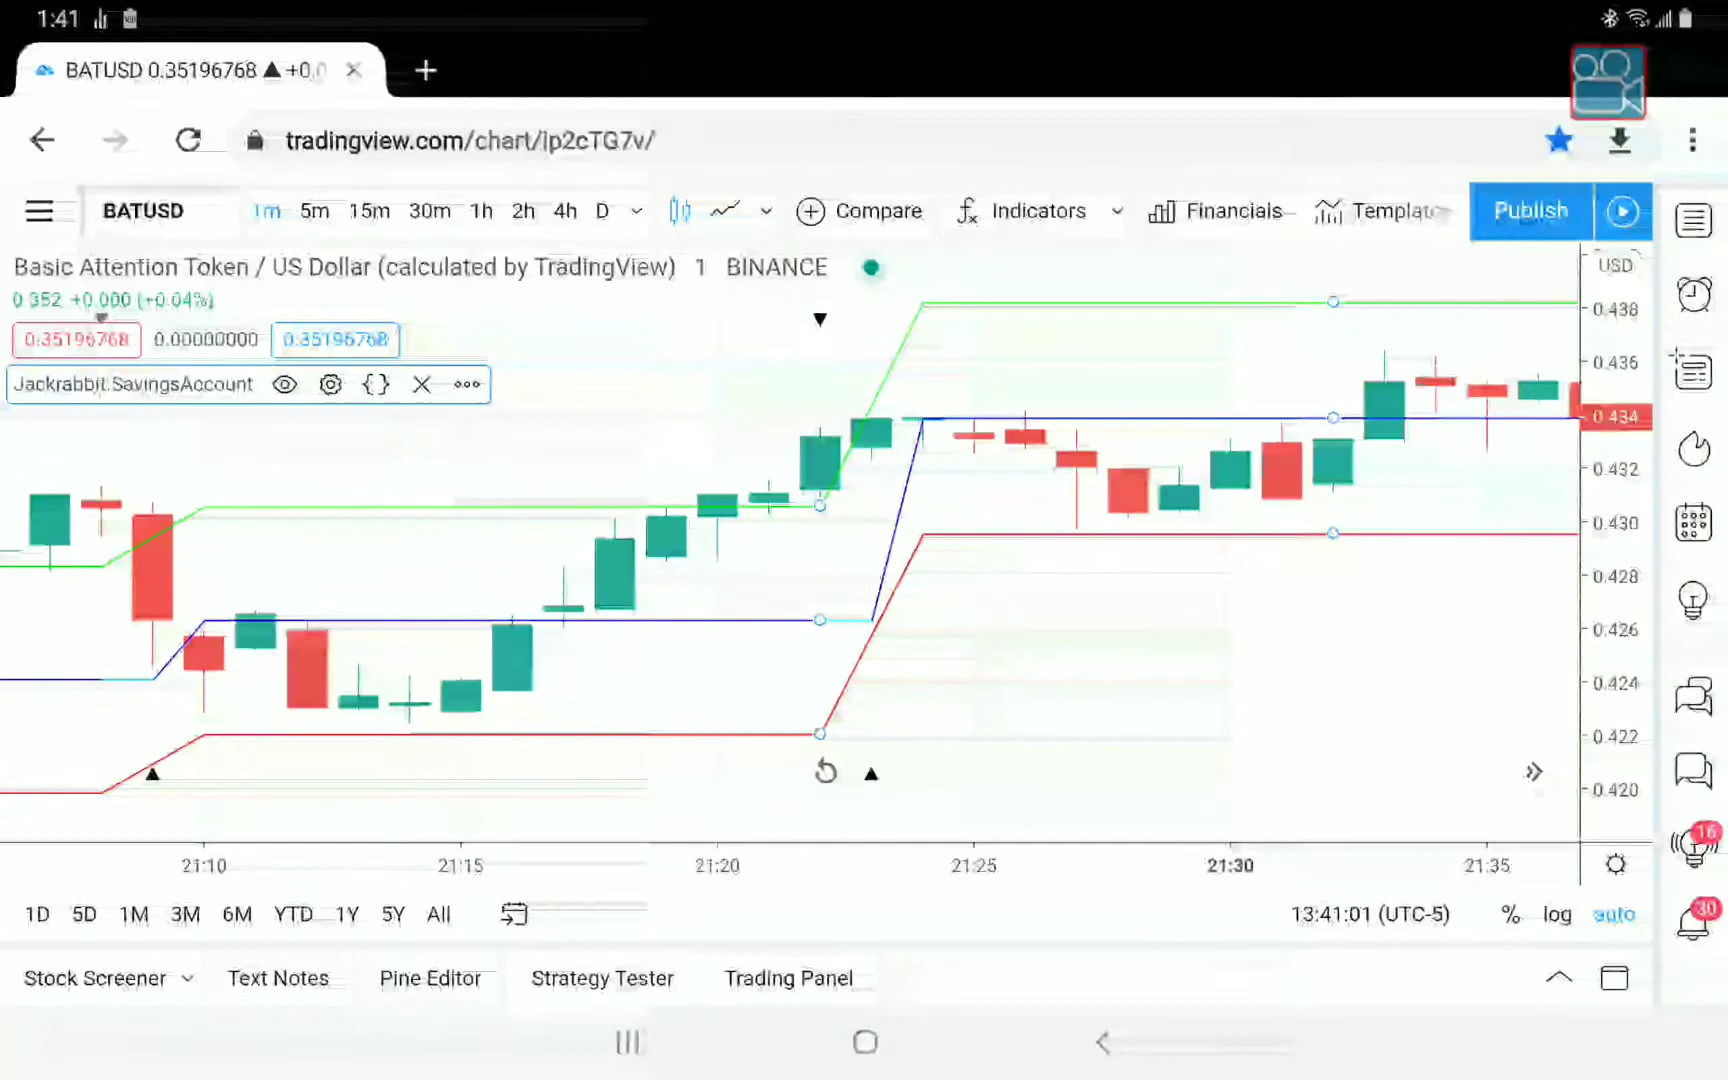 1:41
BATUSD 0.35196768 ▲ +0.0
tradingview.com/chart/Ip2cTG7v/
BATUSD 1m 5m 15m 30m 1h 2h 4h D Compare Indicators Financials Templat Publish
Basic Attention Token / US Dollar (calculated by TradingView) 1 BINANCE
USD
0.352 +0.000 (+0.04%)
0.35196768 0.00000000 0.35196768
Jackrabbit.SavingsAccount
0.438
0.436
0.434
0.432
0.430
0.428
0.426
0.424
0.422
0.420
16
30
21:10 21:15 21:20 21:25 21:30 21:35
1D 5D 1M 3M 6M YTD 1Y 5Y All 13:41:01 (UTC-5) % log auto
Stock Screener Text Notes Pine Editor Strategy Tester Trading Panel